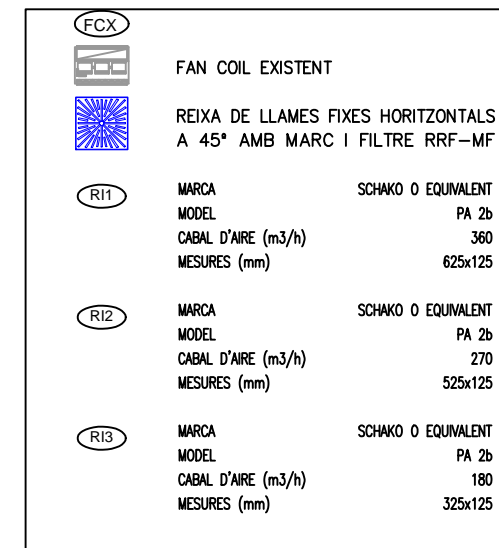 FCX
FAN COIL EXISTENT
REIXA DE LLAMES FIXES HORITZONTALS
A 45º AMB MARC I FILTRE RRF-MF
RI1
MARCA SCHAKO O EQUIVALENT
MODEL PA 2b
CABAL D'AIRE (m3/h) 360
MESURES (mm) 625x125
RI2
MARCA SCHAKO O EQUIVALENT
MODEL PA 2b
CABAL D'AIRE (m3/h) 270
MESURES (mm) 525x125
RI3
MARCA SCHAKO O EQUIVALENT
MODEL PA 2b
CABAL D'AIRE (m3/h) 180
MESURES (mm) 325x125